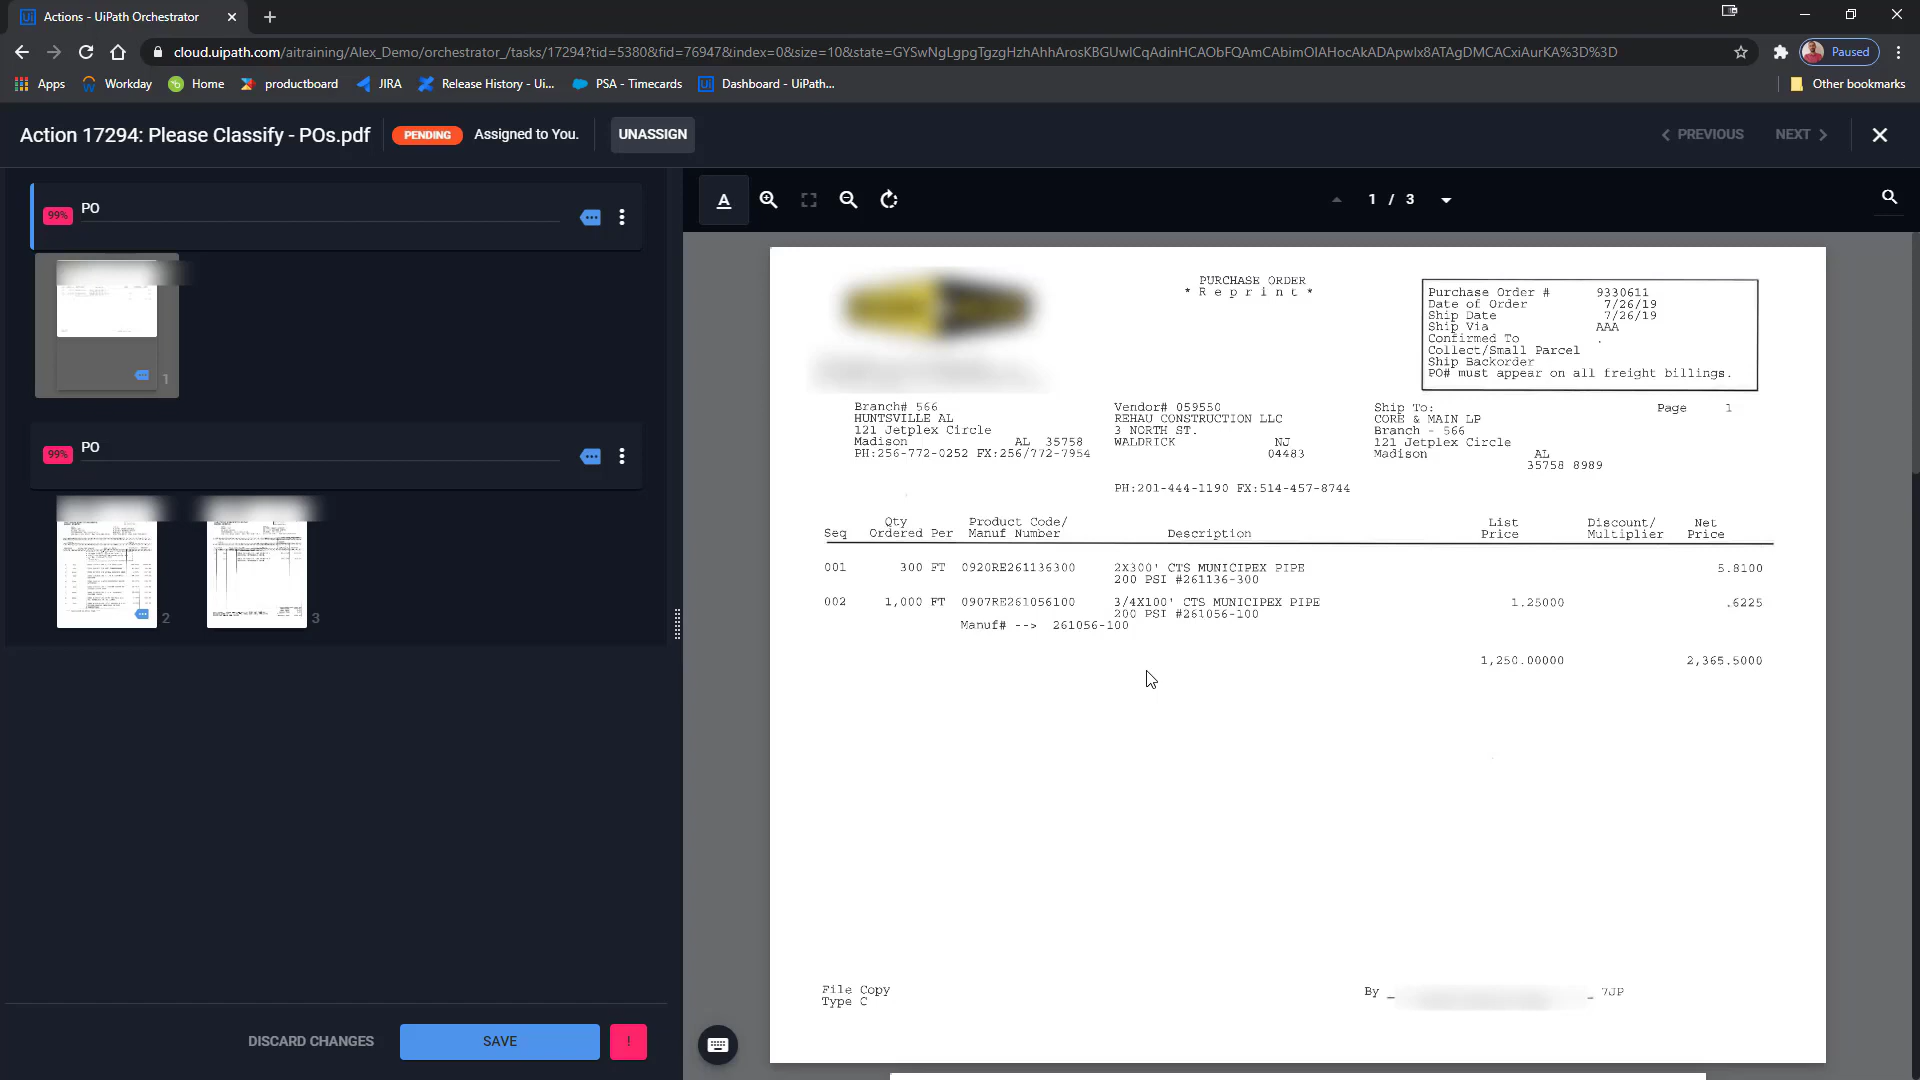 Actions - UiPath Orchestrator
cloud.uipath.com/aitraining/Alex_Demo/orchestrator_/tasks/17294?tid=5380&fid=76947&index=0&size=10&state=GYSwNgLgpgTgzgHzhAhhArosKBGUwlCqAdinHCAObFQAmCAbimOIAHocAkADApwIx8ATAgDMCACxiAurKA%3D%3D
Paused
Apps Workday Home productboard JIRA Release History - Ui... PSA - Timecards Dashboard - UiPath... Other bookmarks
Action 17294: Please Classify - POs.pdf PENDING Assigned to You. UNASSIGN PREVIOUS NEXT
99% PO
1
99% PO
2 3
DISCARD CHANGES SAVE !
A 1 / 3
PURCHASE ORDER
* R e p r i n t *
Purchase Order # 9330611
Date of Order 7/26/19
Ship Date 7/26/19
Ship Via AAA
Confirmed To .
Collect/Small Parcel
Ship Backorder
PO# must appear on all freight billings.
Branch# 566 Vendor# 059550 Ship To: Page 1
HUNTSVILLE AL REHAU CONSTRUCTION LLC CORE & MAIN LP
121 Jetplex Circle 3 NORTH ST. Branch - 566
Madison AL 35758 WALDRICK NJ 121 Jetplex Circle
PH:256-772-0252 FX:256/772-7954 04483 Madison AL
35758 8989
PH:201-444-1190 FX:514-457-8744
Qty Product Code/ List Discount/ Net
Seq Ordered Per Manuf Number Description Price Multiplier Price
001 300 FT 0920RE261136300 2X300' CTS MUNICIPEX PIPE 5.8100
200 PSI #261136-300
002 1,000 FT 0907RE261056100 3/4X100' CTS MUNICIPEX PIPE 1.25000 .6225
200 PSI #261056-100
Manuf# --> 261056-100
1,250.00000 2,365.5000
File Copy
Type C
By _ _ 7JP